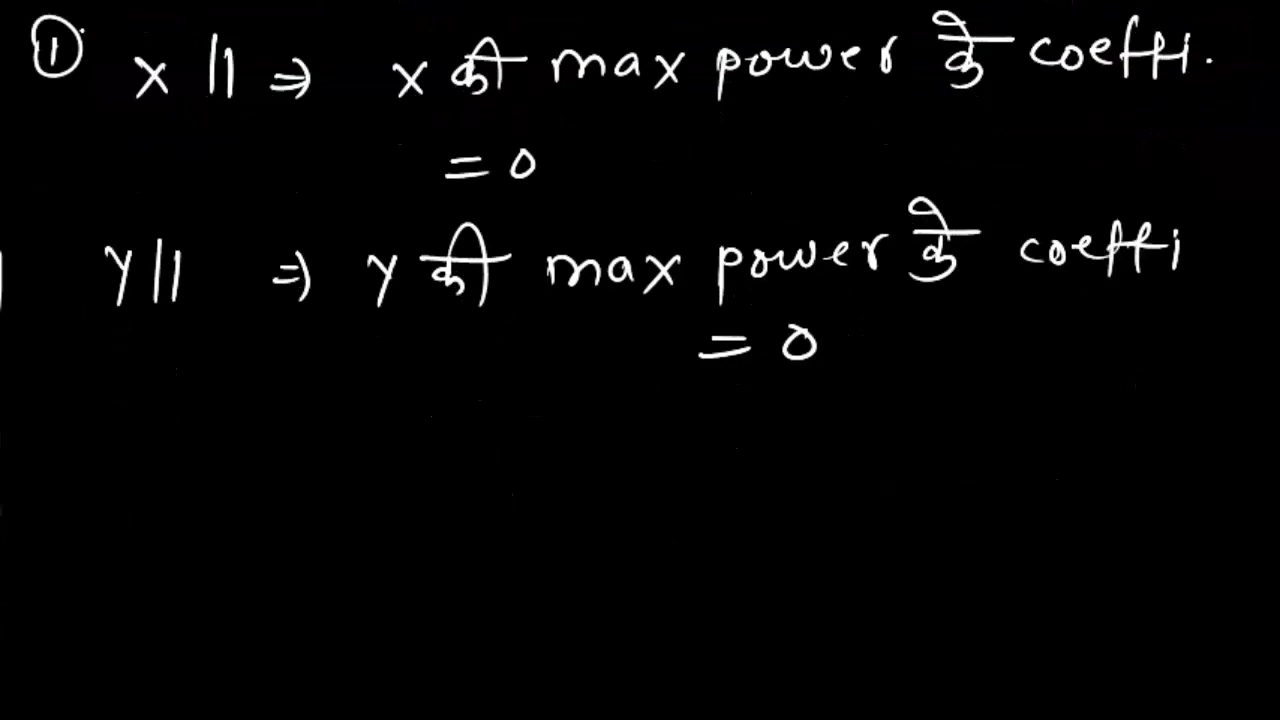 ① x || ⇒ x की max power के coeffi.
= 0
y || ⇒ y की max power के coeffi
= 0